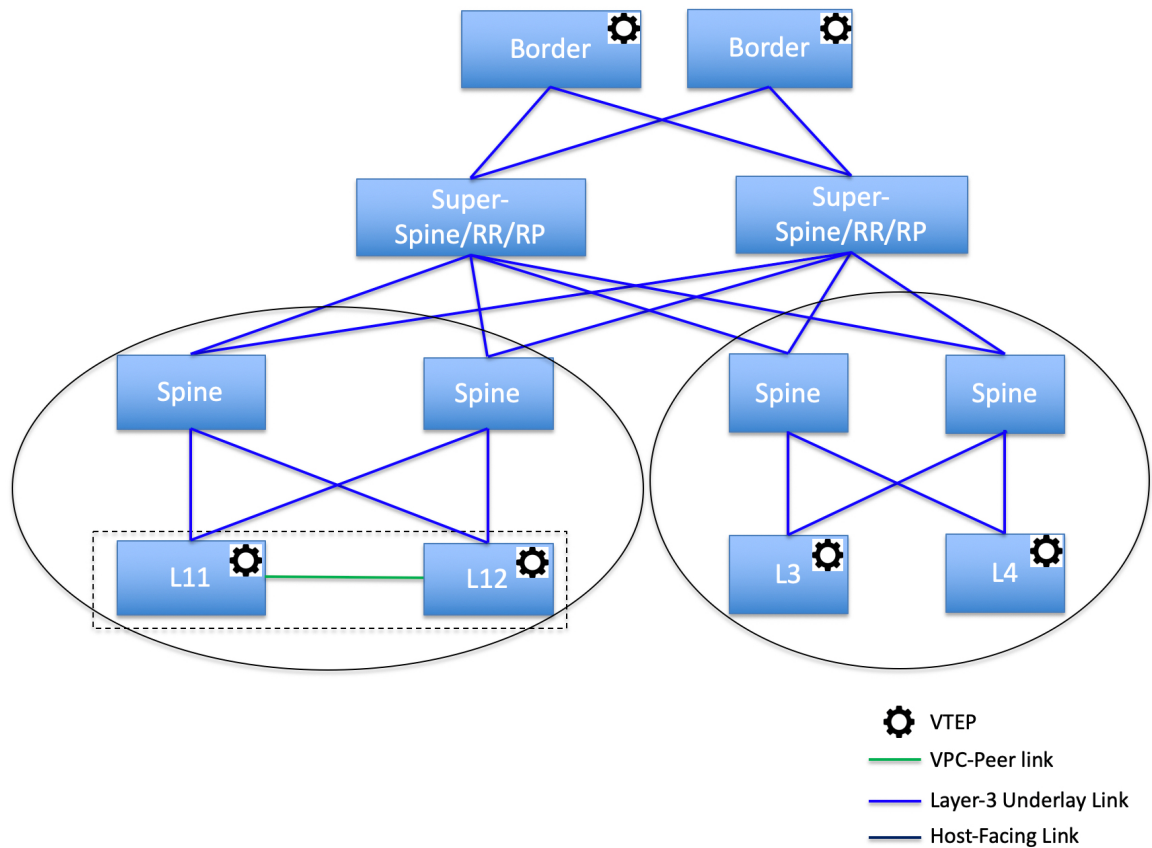 Border
Border
Super-
Spine/RR/RP
Super-
Spine/RR/RP
Spine
Spine
Spine
Spine
L11
L12
L3
L4
VTEP
VPC-Peer link
Layer-3 Underlay Link
Host-Facing Link